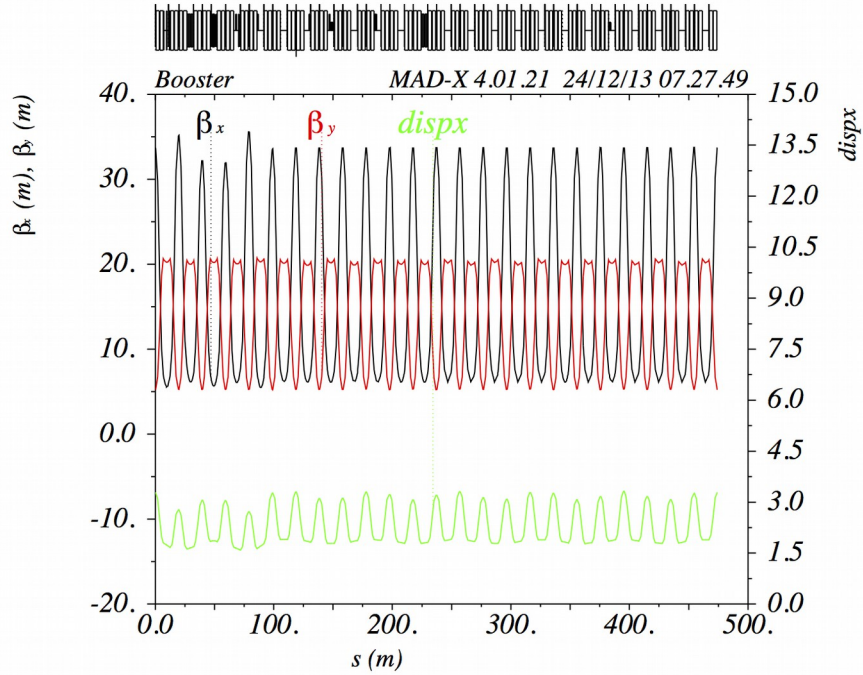 Booster MAD-X 4.01.21 24/12/13 07.27.49
βx (m), βy (m)
40.
30.
20.
10.
0.0
-10.
-20.
βx
βy
dispx
15.0
13.5
12.0
10.5
9.0
7.5
6.0
4.5
3.0
1.5
0.0
dispx
0.0 100. 200. 300. 400. 500.
s (m)